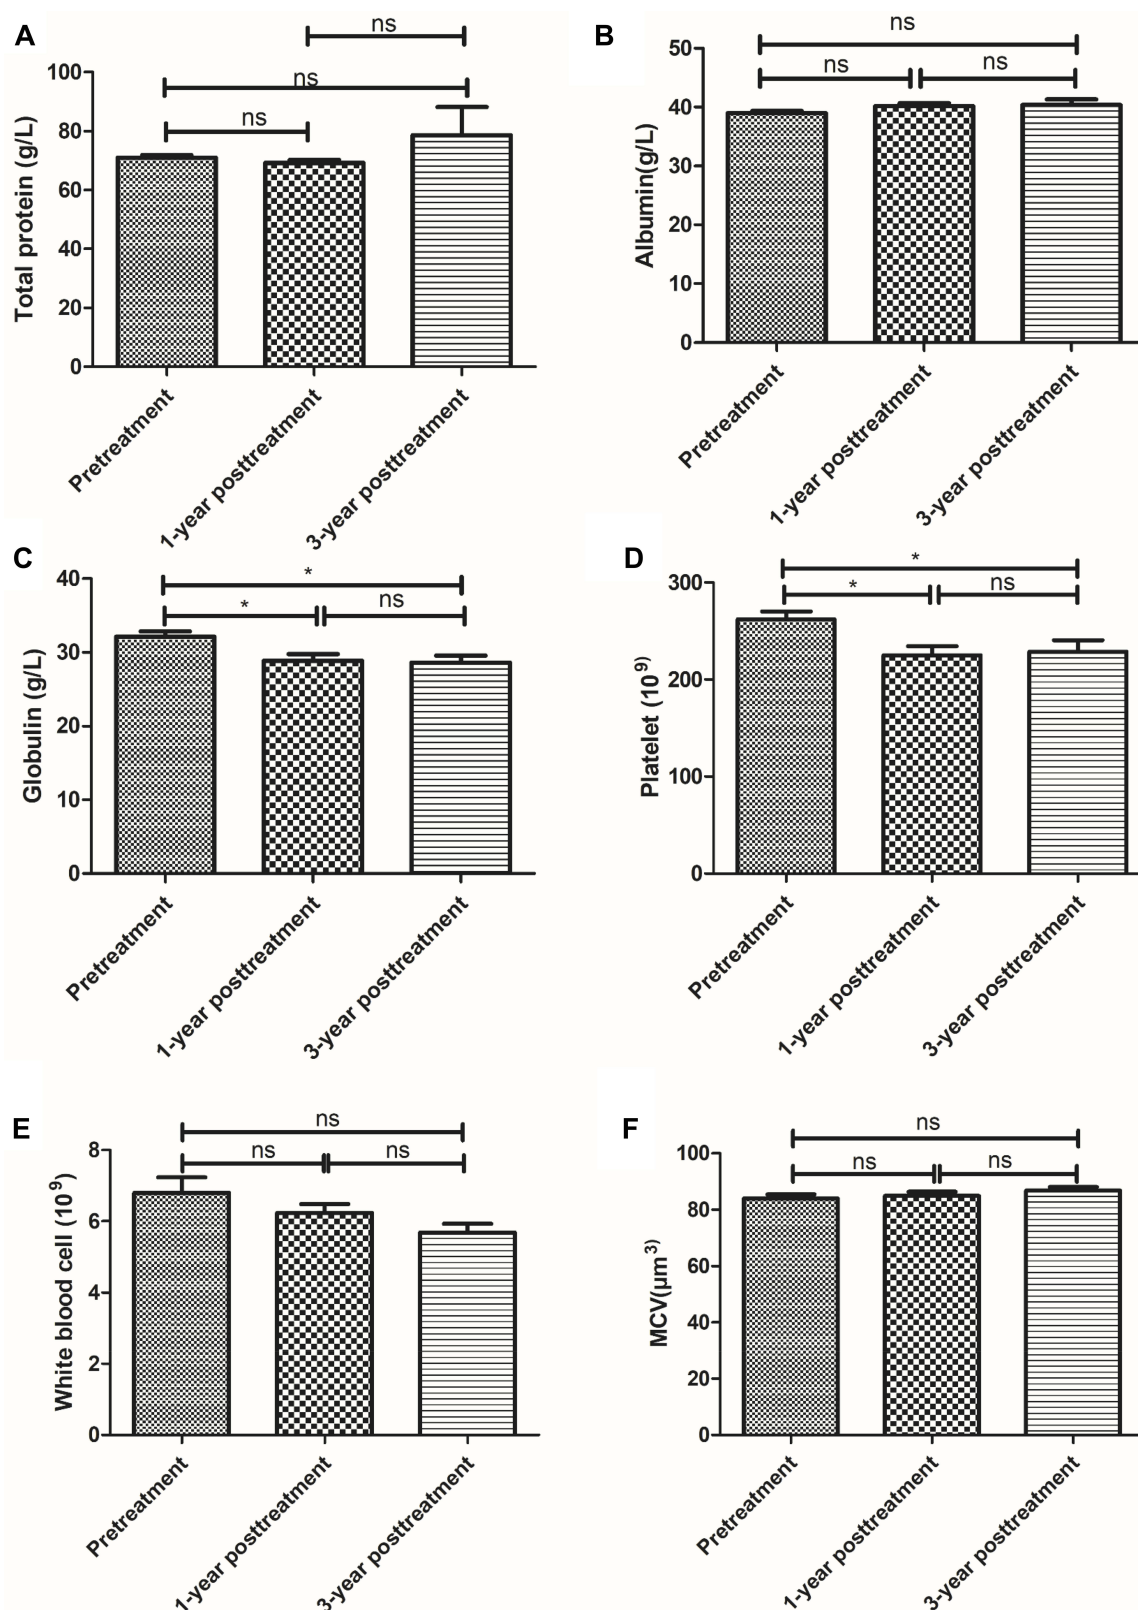 A
ns
ns
ns
Total protein (g/L)
100
80
60
40
20
0
Pretreatment
1-year posttreatment
3-year posttreatment
B
ns
ns
ns
Albumin(g/L)
50
40
30
20
10
0
Pretreatment
1-year posttreatment
3-year posttreatment
C
*
*
ns
Globulin (g/L)
40
30
20
10
0
Pretreatment
1-year posttreatment
3-year posttreatment
D
*
*
ns
Platelet (10⁹)
300
200
100
0
Pretreatment
1-year posttreatment
3-year posttreatment
E
ns
ns
ns
White blood cell (10⁹)
8
6
4
2
0
Pretreatment
1-year posttreatment
3-year posttreatment
F
ns
ns
ns
MCV(μm³)
100
80
60
40
20
0
Pretreatment
1-year posttreatment
3-year posttreatment